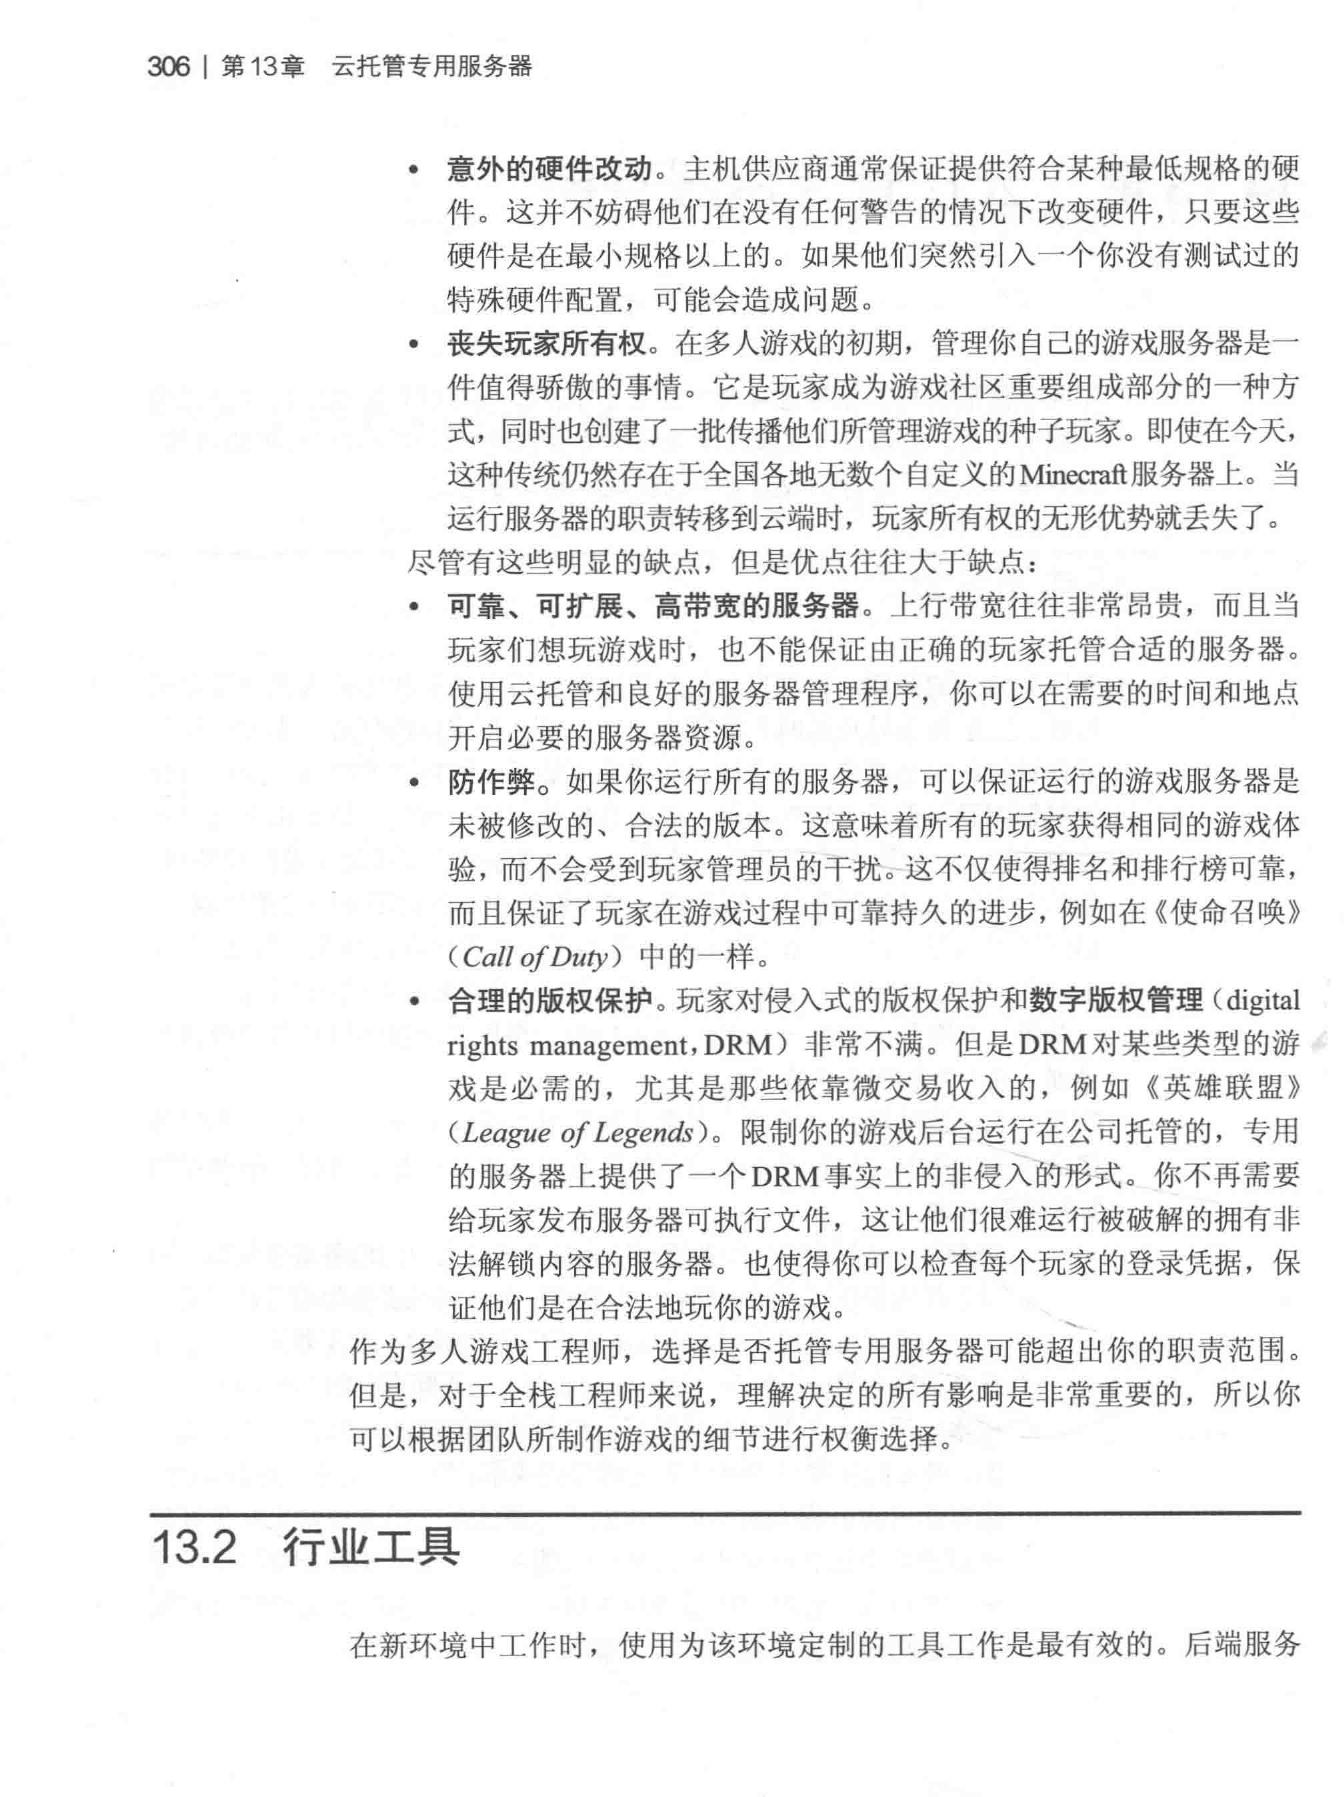 306 | 第13章　云托管专用服务器
• 意外的硬件改动。主机供应商通常保证提供符合某种最低规格的硬
件。这并不妨碍他们在没有任何警告的情况下改变硬件，只要这些
硬件是在最小规格以上的。如果他们突然引入一个你没有测试过的
特殊硬件配置，可能会造成问题。
• 丧失玩家所有权。在多人游戏的初期，管理你自己的游戏服务器是一
件值得骄傲的事情。它是玩家成为游戏社区重要组成部分的一种方
式，同时也创建了一批传播他们所管理游戏的种子玩家。即使在今天，
这种传统仍然存在于全国各地无数个自定义的Minecraft服务器上。当
运行服务器的职责转移到云端时，玩家所有权的无形优势就丢失了。
尽管有这些明显的缺点，但是优点往往大于缺点：
• 可靠、可扩展、高带宽的服务器。上行带宽往往非常昂贵，而且当
玩家们想玩游戏时，也不能保证由正确的玩家托管合适的服务器。
使用云托管和良好的服务器管理程序，你可以在需要的时间和地点
开启必要的服务器资源。
• 防作弊。如果你运行所有的服务器，可以保证运行的游戏服务器是
未被修改的、合法的版本。这意味着所有的玩家获得相同的游戏体
验，而不会受到玩家管理员的干扰。这不仅使得排名和排行榜可靠，
而且保证了玩家在游戏过程中可靠持久的进步，例如在《使命召唤》
（Call of Duty）中的一样。
• 合理的版权保护。玩家对侵入式的版权保护和数字版权管理（digital
rights management，DRM）非常不满。但是DRM对某些类型的游
戏是必需的，尤其是那些依靠微交易收入的，例如《英雄联盟》
（League of Legends）。限制你的游戏后台运行在公司托管的，专用
的服务器上提供了一个DRM事实上的非侵入的形式。你不再需要
给玩家发布服务器可执行文件，这让他们很难运行被破解的拥有非
法解锁内容的服务器。也使得你可以检查每个玩家的登录凭据，保
证他们是在合法地玩你的游戏。
作为多人游戏工程师，选择是否托管专用服务器可能超出你的职责范围。
但是，对于全栈工程师来说，理解决定的所有影响是非常重要的，所以你
可以根据团队所制作游戏的细节进行权衡选择。
13.2　行业工具
在新环境中工作时，使用为该环境定制的工具工作是最有效的。后端服务